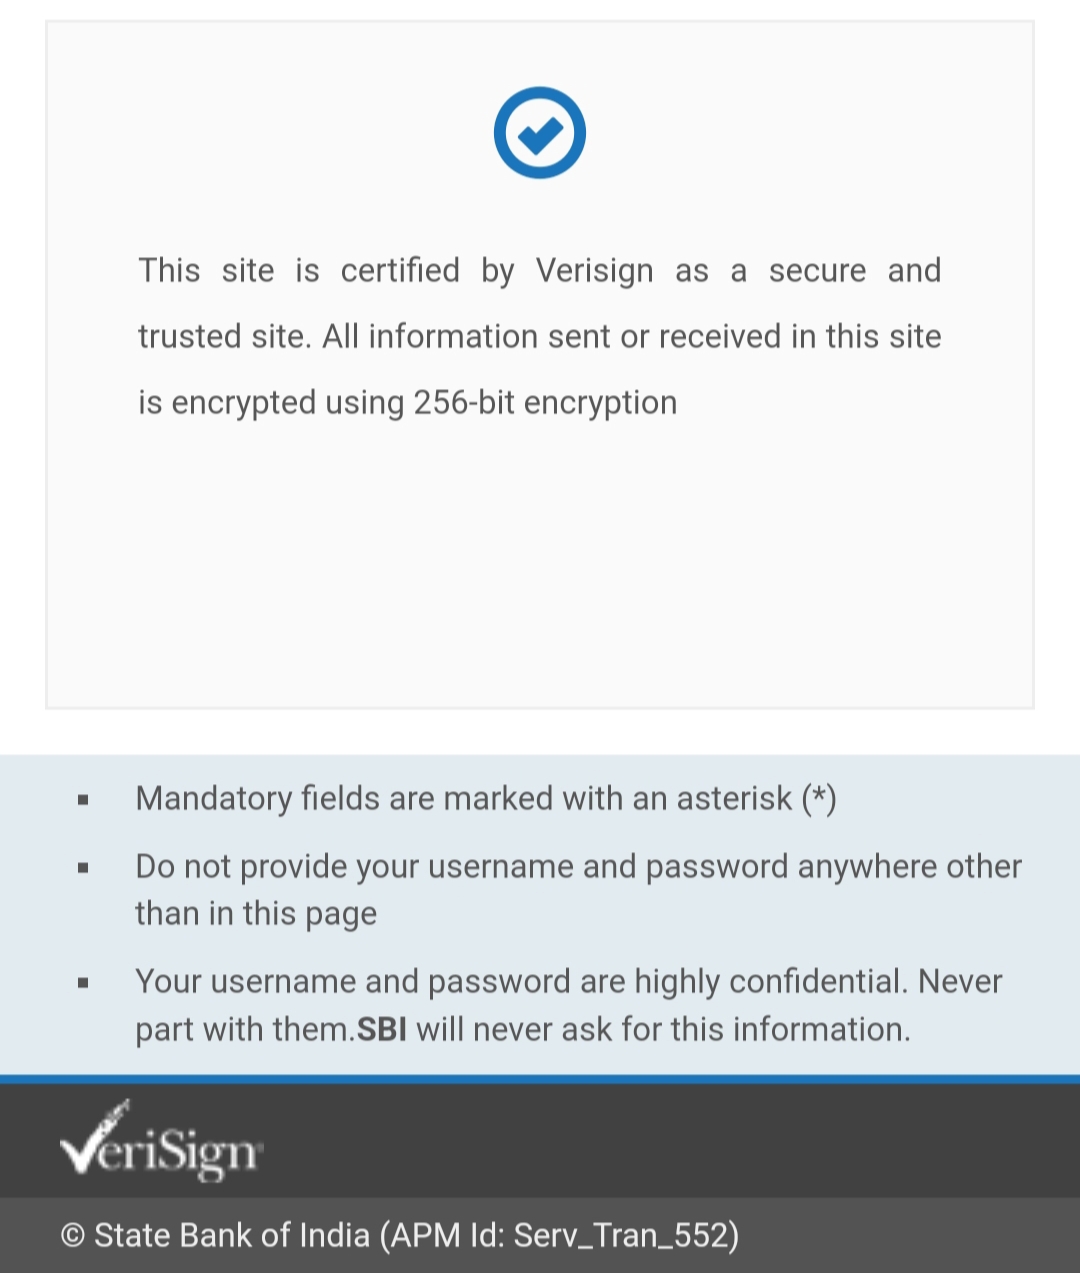 This site is certified by Verisign as a secure and
trusted site. All information sent or received in this site
is encrypted using 256-bit encryption
Mandatory fields are marked with an asterisk (*)
Do not provide your username and password anywhere other
than in this page
Your username and password are highly confidential. Never
part with them.SBI will never ask for this information.
VeriSign
© State Bank of India (APM Id: Serv_Tran_552)